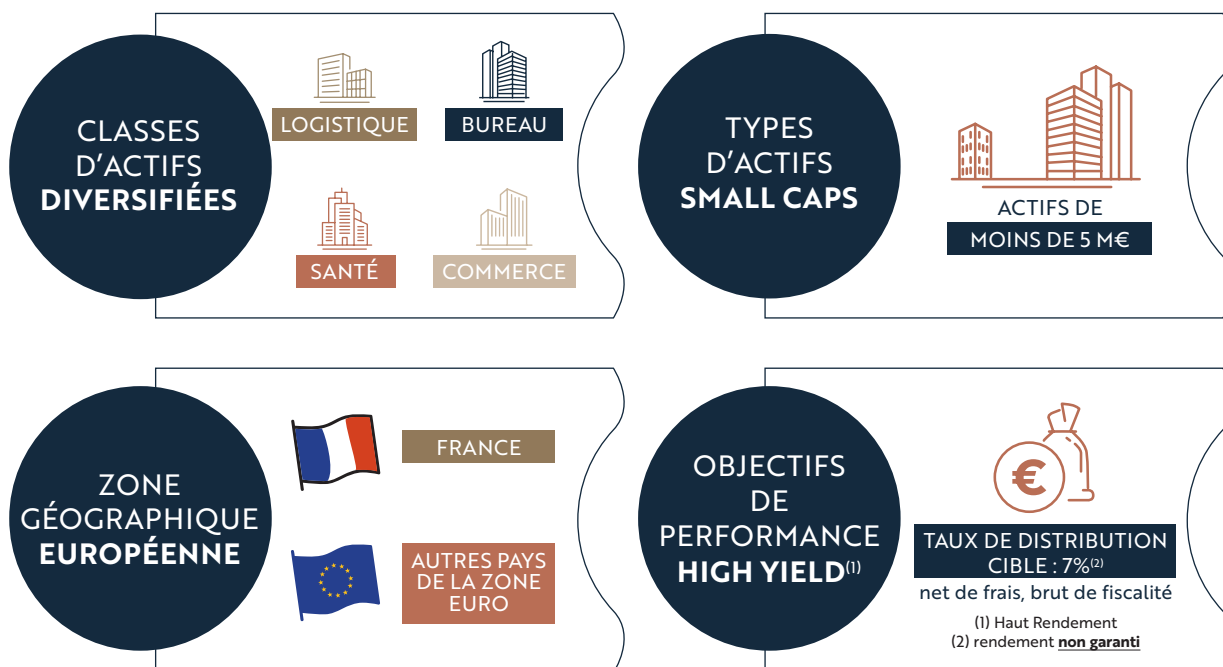 CLASSES
D'ACTIFS
DIVERSIFIÉES
LOGISTIQUE
BUREAU
SANTÉ
COMMERCE
TYPES
D'ACTIFS
SMALL CAPS
ACTIFS DE
MOINS DE 5 M€
ZONE
GÉOGRAPHIQUE
EUROPÉENNE
FRANCE
AUTRES PAYS
DE LA ZONE
EURO
OBJECTIFS
DE
PERFORMANCE
HIGH YIELD(1)
€
TAUX DE DISTRIBUTION
CIBLE : 7%(2)
net de frais, brut de fiscalité
(1) Haut Rendement
(2) rendement non garanti